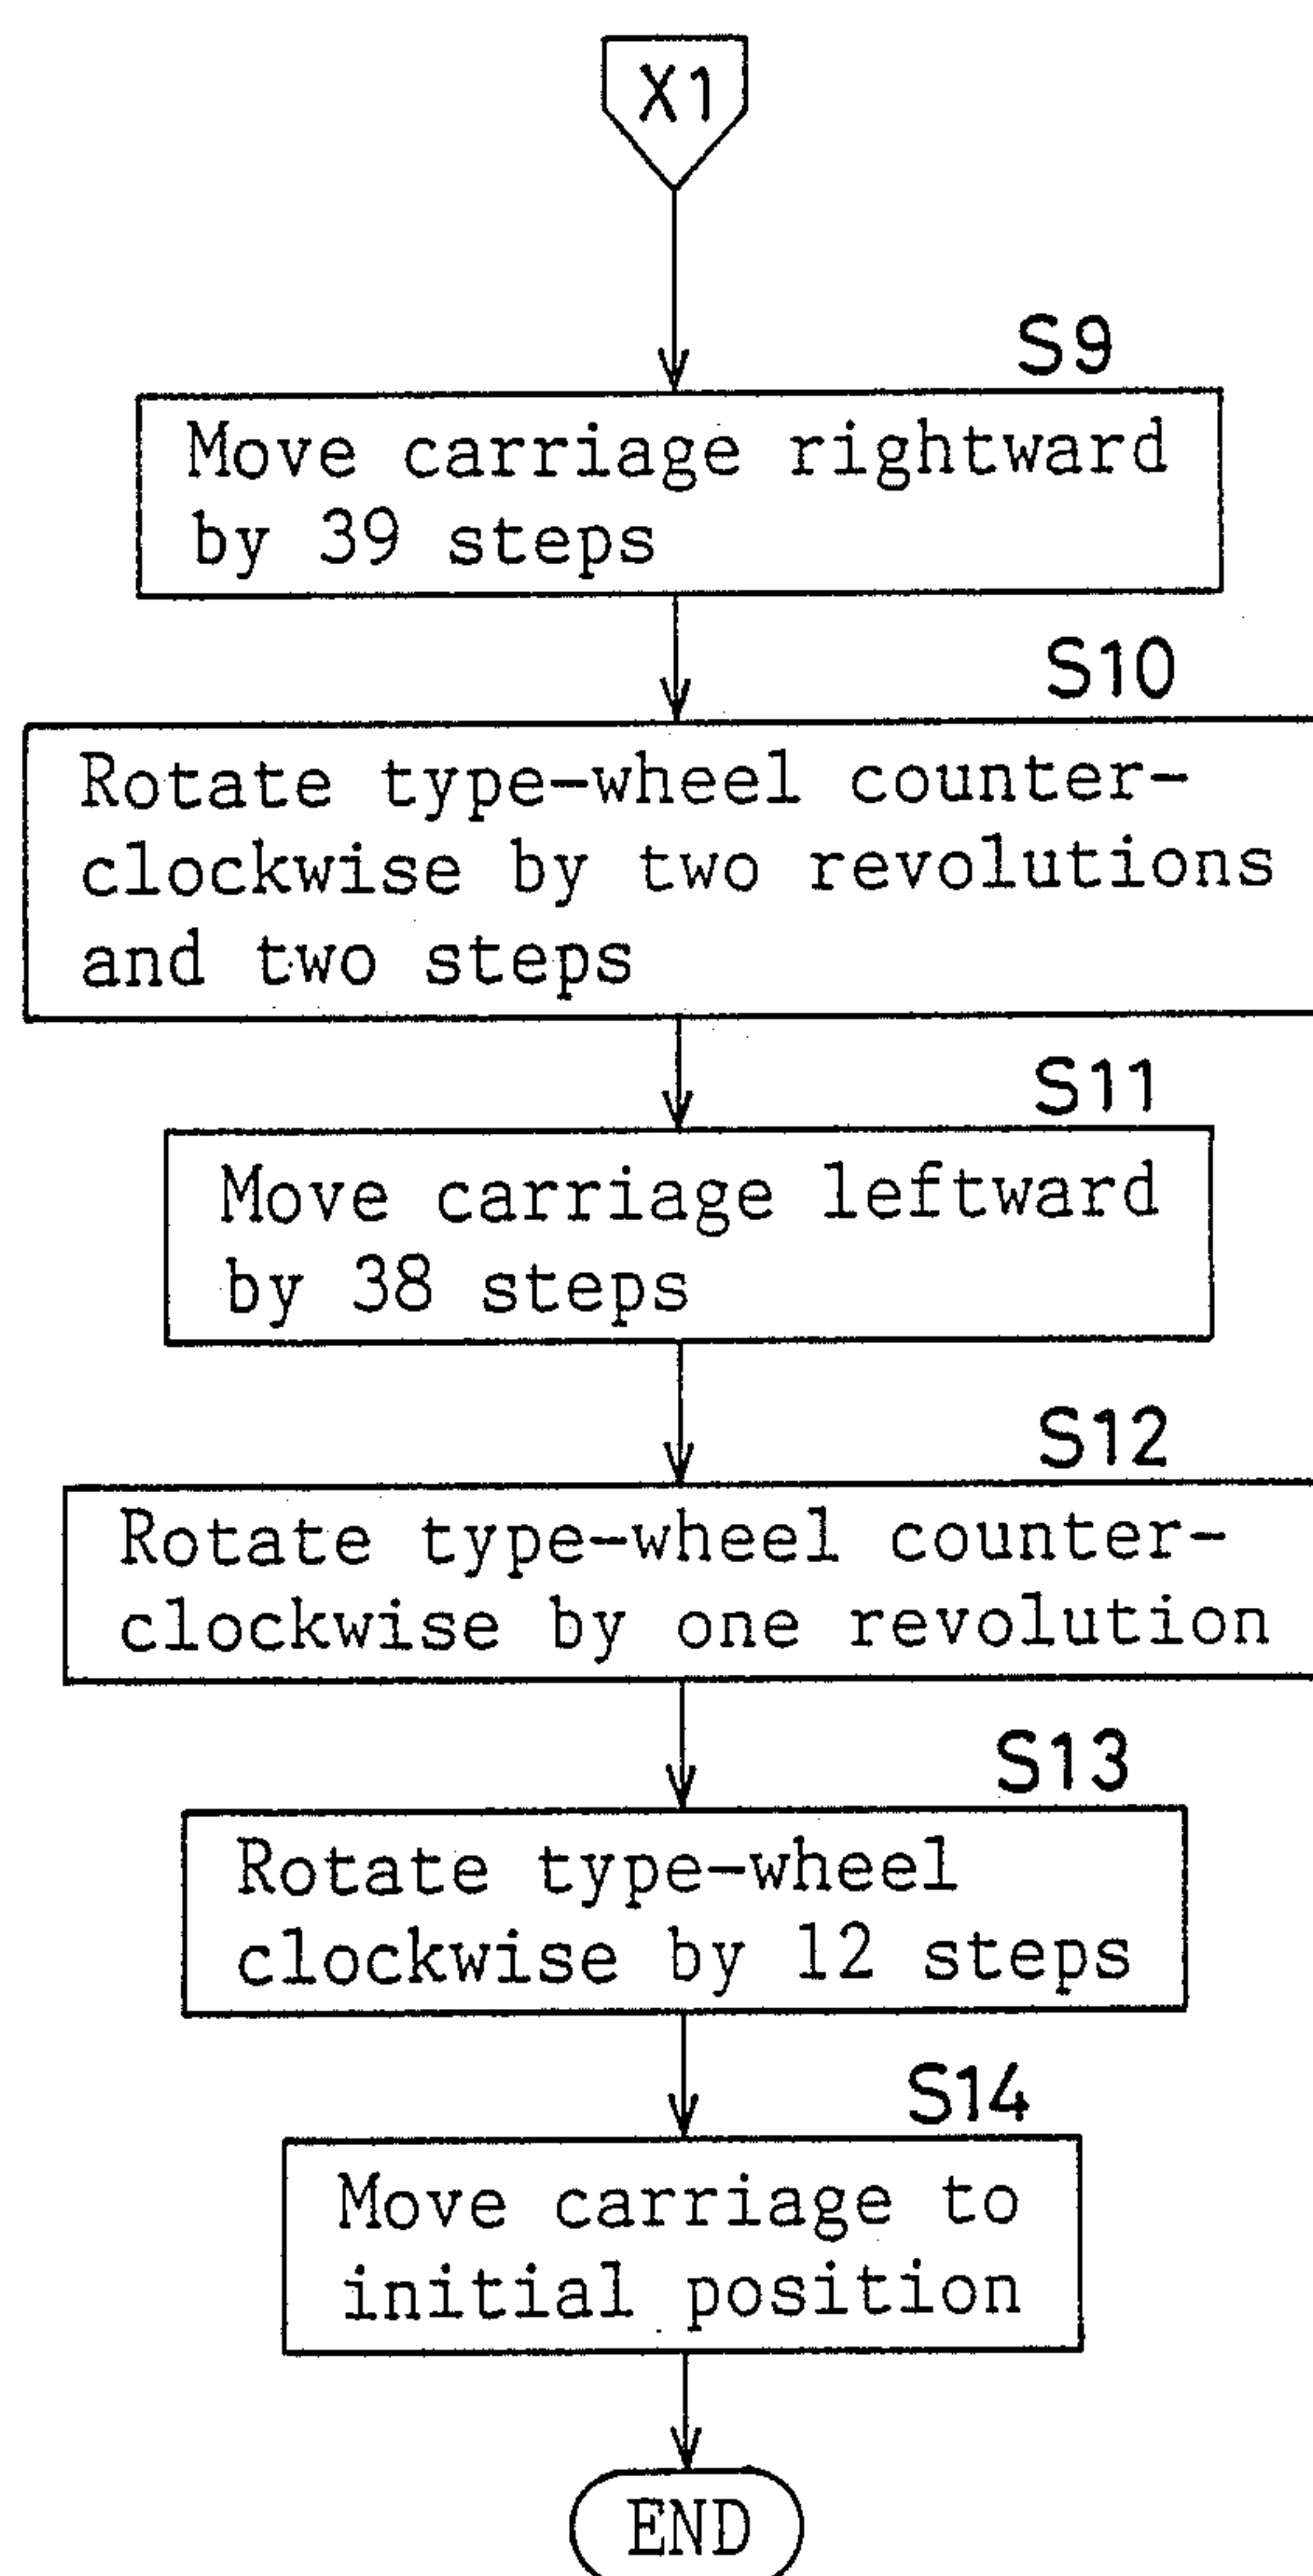 X1
S9
Move carriage rightward
by 39 steps
S10
Rotate type-wheel counter-
clockwise by two revolutions
and two steps
S11
Move carriage leftward
by 38 steps
S12
Rotate type-wheel counter-
clockwise by one revolution
S13
Rotate type-wheel
clockwise by 12 steps
S14
Move carriage to
initial position
END